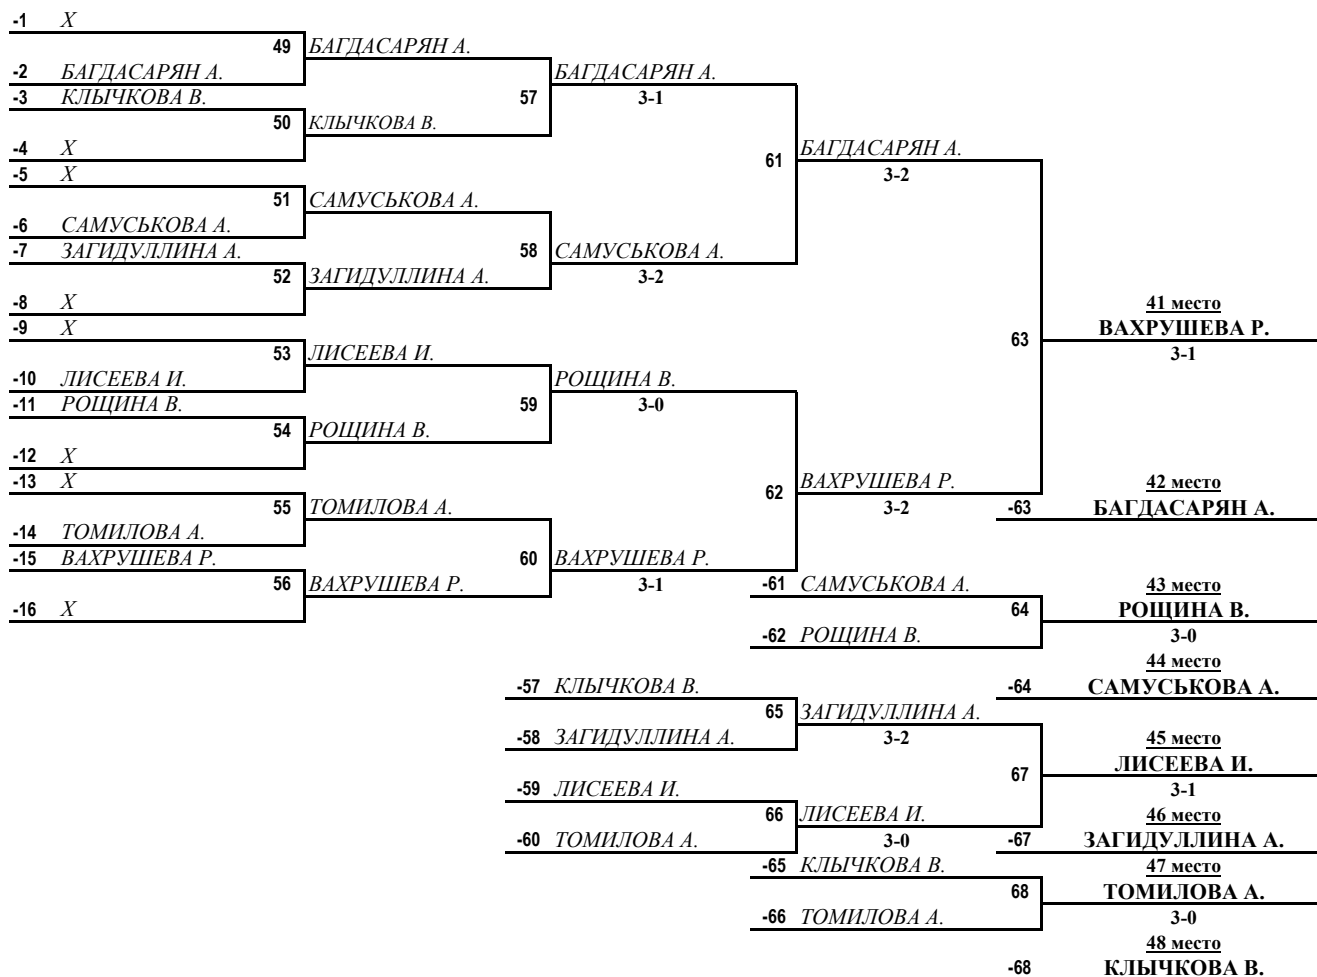 -1 X
49 БАГДАСАРЯН А.
-2 БАГДАСАРЯН А. БАГДАСАРЯН А.
-3 КЛЫЧКОВА В. 57 3-1
50 КЛЫЧКОВА В.
-4 X 61 БАГДАСАРЯН А.
-5 X 3-2
51 САМУСЬКОВА А.
-6 САМУСЬКОВА А.
-7 ЗАГИДУЛЛИНА А. 58 САМУСЬКОВА А.
52 ЗАГИДУЛЛИНА А. 3-2
-8 X 41 место
-9 X ВАХРУШЕВА Р.
53 ЛИСЕЕВА И. 63 3-1
-10 ЛИСЕЕВА И. РОЩИНА В.
-11 РОЩИНА В. 59 3-0
54 РОЩИНА В.
-12 X
-13 X 62 ВАХРУШЕВА Р. 42 место
55 ТОМИЛОВА А. 3-2 -63 БАГДАСАРЯН А.
-14 ТОМИЛОВА А.
-15 ВАХРУШЕВА Р. 60 ВАХРУШЕВА Р.
56 ВАХРУШЕВА Р. 3-1 -61 САМУСЬКОВА А. 43 место
-16 X 64 РОЩИНА В.
-62 РОЩИНА В. 3-0
44 место
-57 КЛЫЧКОВА В. -64 САМУСЬКОВА А.
65 ЗАГИДУЛЛИНА А.
-58 ЗАГИДУЛЛИНА А. 3-2 45 место
ЛИСЕЕВА И.
-59 ЛИСЕЕВА И. 67 3-1
66 ЛИСЕЕВА И. 46 место
-60 ТОМИЛОВА А. 3-0 -67 ЗАГИДУЛЛИНА А.
-65 КЛЫЧКОВА В. 47 место
68 ТОМИЛОВА А.
-66 ТОМИЛОВА А. 3-0
48 место
-68 КЛЫЧКОВА В.